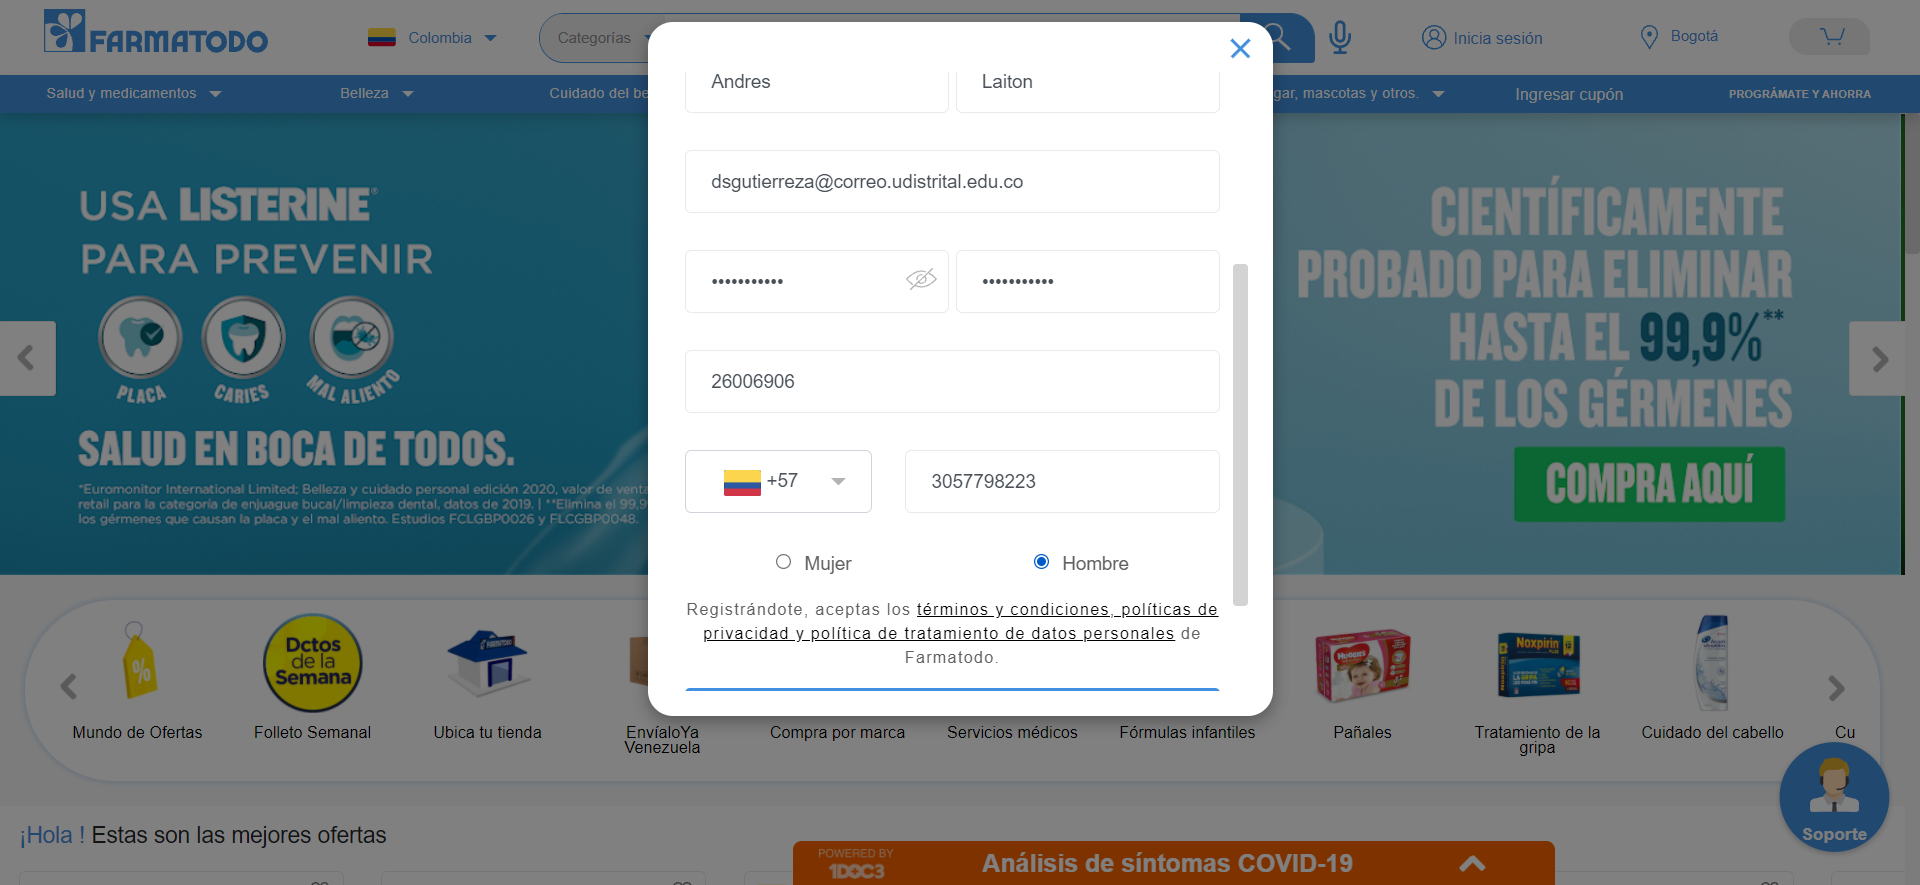 FARMATODO
Colombia
Categorías
Inicia sesión
Bogotá
Salud y medicamentos
Belleza
Cuidado del be
gar, mascotas y otros.
Ingresar cupón
PROGRÁMATE Y AHORRA
Andres
Laiton
dsgutierreza@correo.udistrital.edu.co
•••••••••••
•••••••••••
26006906
+57
3057798223
Mujer
Hombre
Registrándote, aceptas los términos y condiciones, políticas de
privacidad y política de tratamiento de datos personales de
Farmatodo.
USA LISTERINE®
PARA PREVENIR
PLACA
CARIES
MAL ALIENTO
SALUD EN BOCA DE TODOS.
*Euromonitor International Limited; Belleza y cuidado personal edición 2020, valor de venta
retail para la categoría de enjuague bucal/limpieza dental, datos de 2019. | **Elimina el 99,9
los gérmenes que causan la placa y el mal aliento. Estudios FCLGBP0026 y FLCGBP0048.
CIENTÍFICAMENTE
PROBADO PARA ELIMINAR
HASTA EL 99,9%**
DE LOS GÉRMENES
COMPRA AQUÍ
%
Dctos
de la
Semana
FARMATODO
HUGGIES
Noxpirin
Mundo de Ofertas
Folleto Semanal
Ubica tu tienda
EnvíaloYa
Venezuela
Compra por marca
Servicios médicos
Fórmulas infantiles
Pañales
Tratamiento de la
gripa
Cuidado del cabello
Cu
Soporte
¡Hola ! Estas son las mejores ofertas
POWERED BY
1DOC3
Análisis de síntomas COVID-19